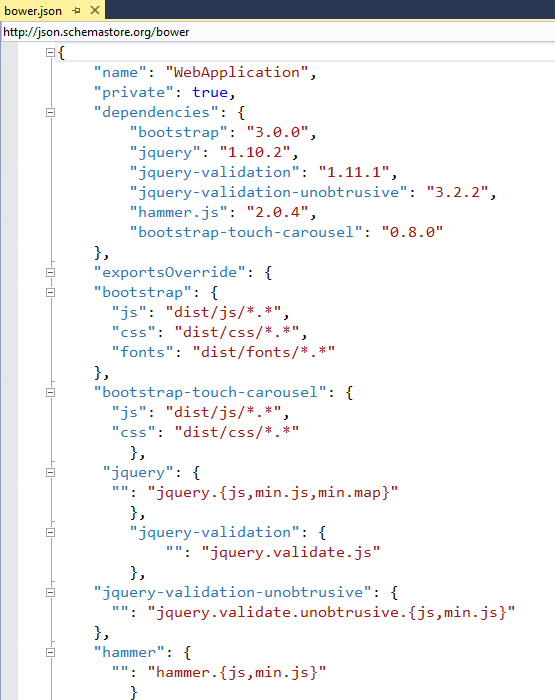 bower.json
http://json.schemastore.org/bower
{
"name": "WebApplication",
"private": true,
"dependencies": {
"bootstrap": "3.0.0",
"jquery": "1.10.2",
"jquery-validation": "1.11.1",
"jquery-validation-unobtrusive": "3.2.2",
"hammer.js": "2.0.4",
"bootstrap-touch-carousel": "0.8.0"
},
"exportsOverride": {
"bootstrap": {
"js": "dist/js/*.*",
"css": "dist/css/*.*",
"fonts": "dist/fonts/*.*"
},
"bootstrap-touch-carousel": {
"js": "dist/js/*.*",
"css": "dist/css/*.*"
},
"jquery": {
"": "jquery.{js,min.js,min.map}"
},
"jquery-validation": {
"": "jquery.validate.js"
},
"jquery-validation-unobtrusive": {
"": "jquery.validate.unobtrusive.{js,min.js}"
},
"hammer": {
"": "hammer.{js,min.js}"
}